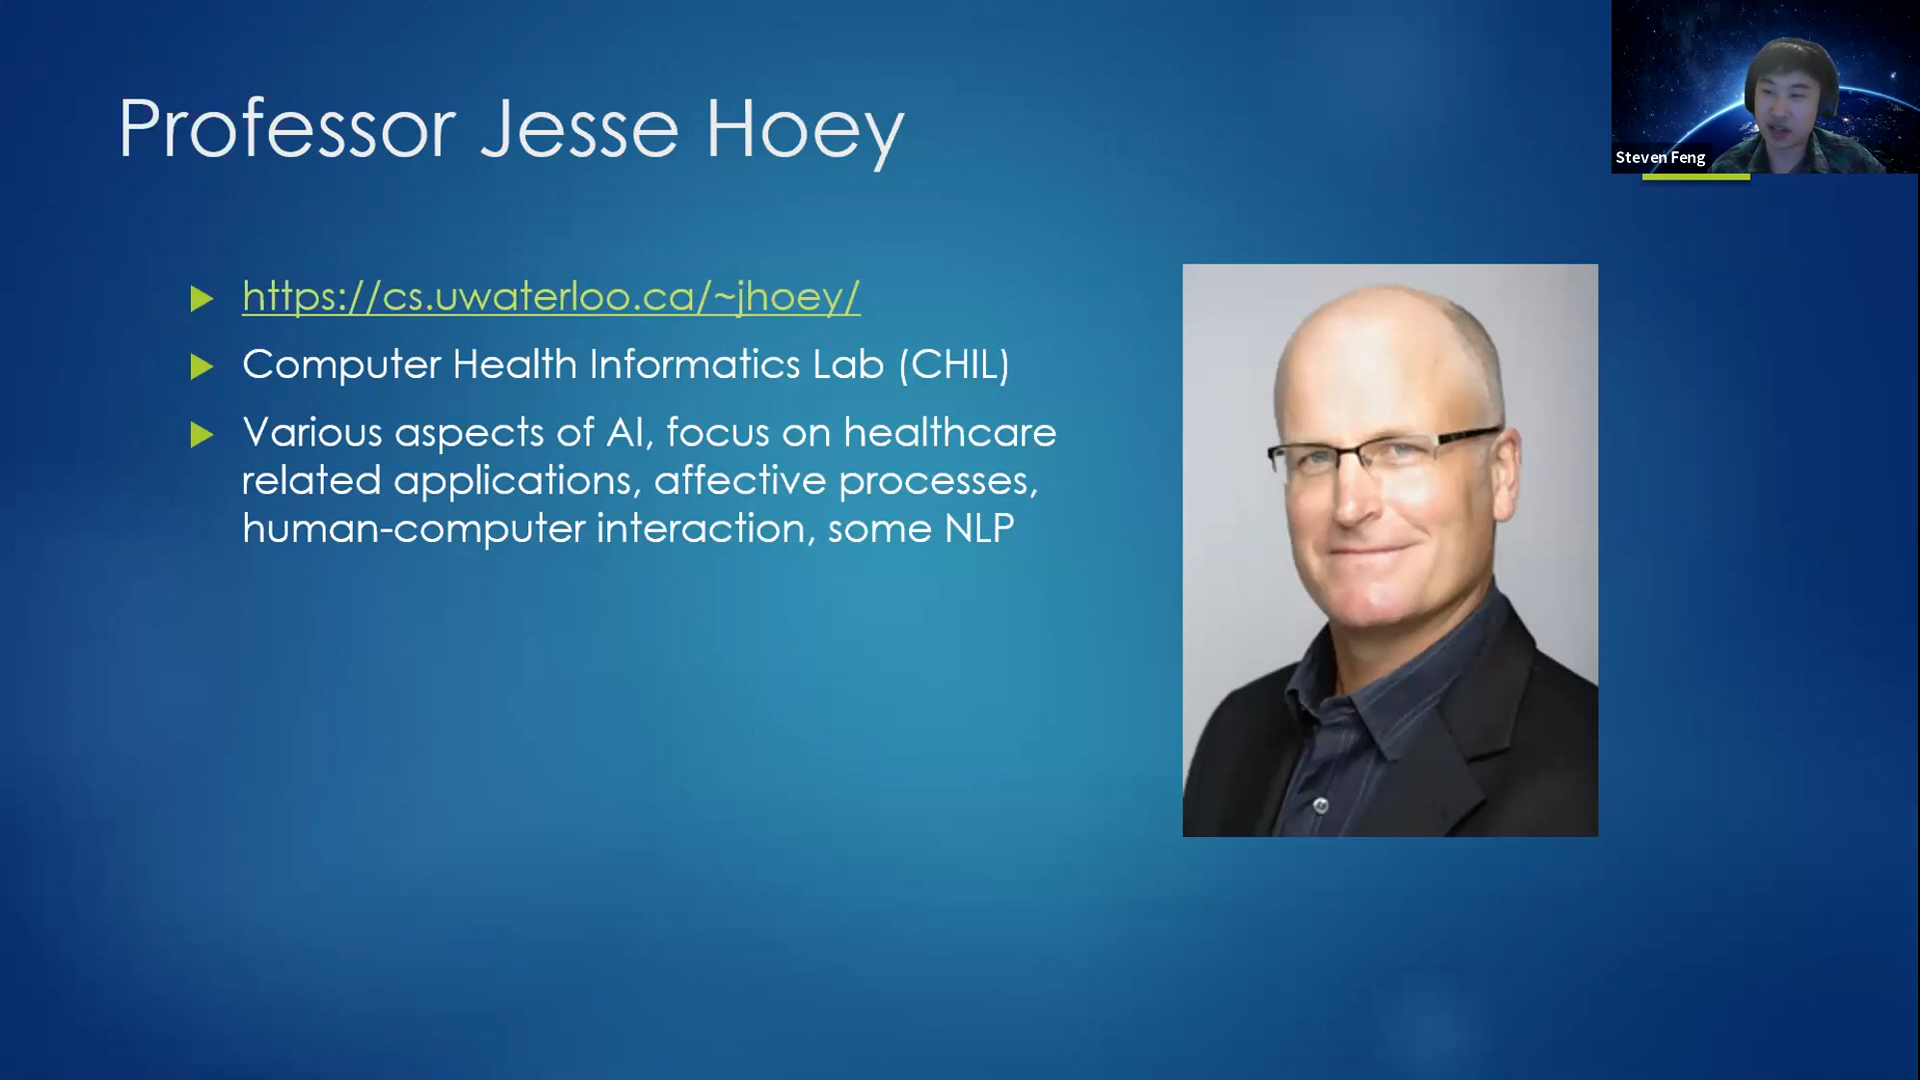 Professor Jesse Hoey
Steven Feng
https://cs.uwaterloo.ca/~jhoey/
Computer Health Informatics Lab (CHIL)
Various aspects of AI, focus on healthcare
related applications, affective processes,
human-computer interaction, some NLP